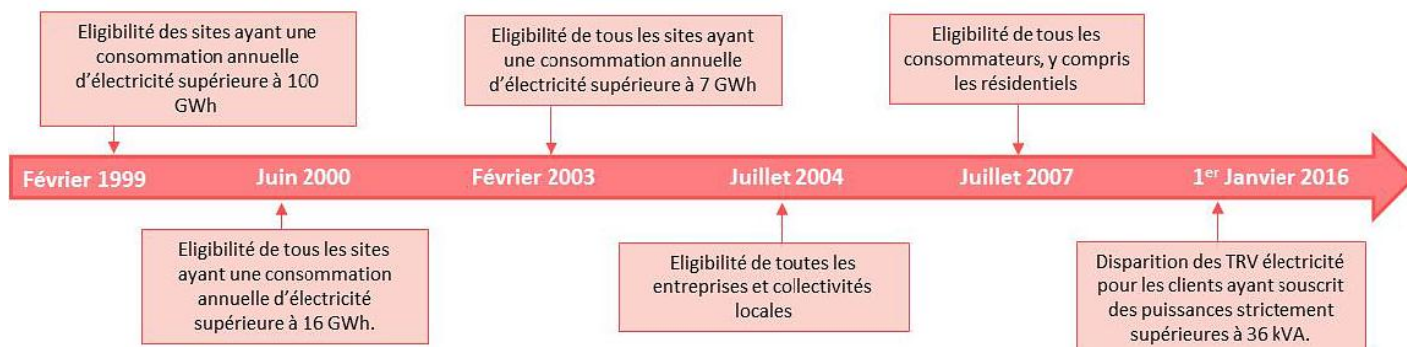 Eligibilité des sites ayant une
consommation annuelle
d'électricité supérieure à 100
GWh
Eligibilité de tous les sites ayant
une consommation annuelle
d'électricité supérieure à 7 GWh
Eligibilité de tous les
consommateurs, y compris
les résidentiels
Février 1999
Juin 2000
Février 2003
Juillet 2004
Juillet 2007
1er Janvier 2016
Eligibilité de tous les sites
ayant une consommation
annuelle d'électricité
supérieure à 16 GWh.
Eligibilité de toutes les
entreprises et collectivités
locales
Disparition des TRV électricité
pour les clients ayant souscrit
des puissances strictement
supérieures à 36 kVA.